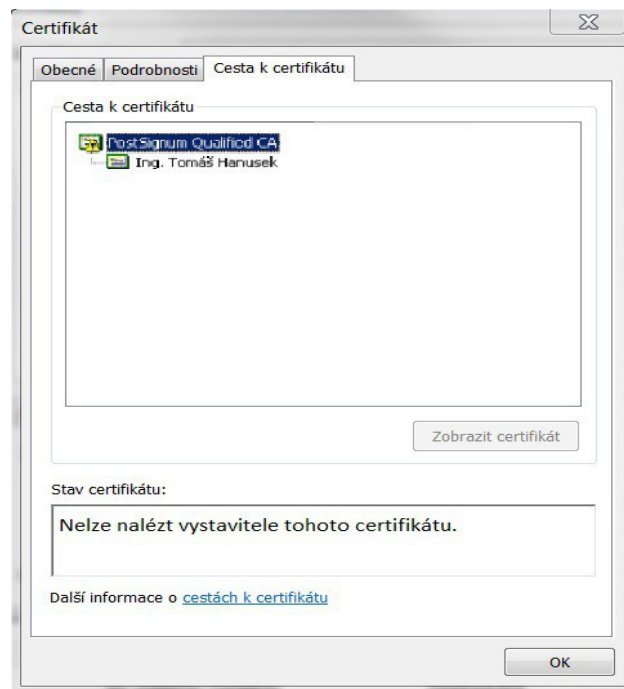 Certifikát
Obecné Podrobnosti Cesta k certifikátu
Cesta k certifikátu
PostSignum Qualified CA
Ing. Tomáš Hanusek
Zobrazit certifikát
Stav certifikátu:
Nelze nalézt vystavitele tohoto certifikátu.
Další informace o cestách k certifikátu
OK